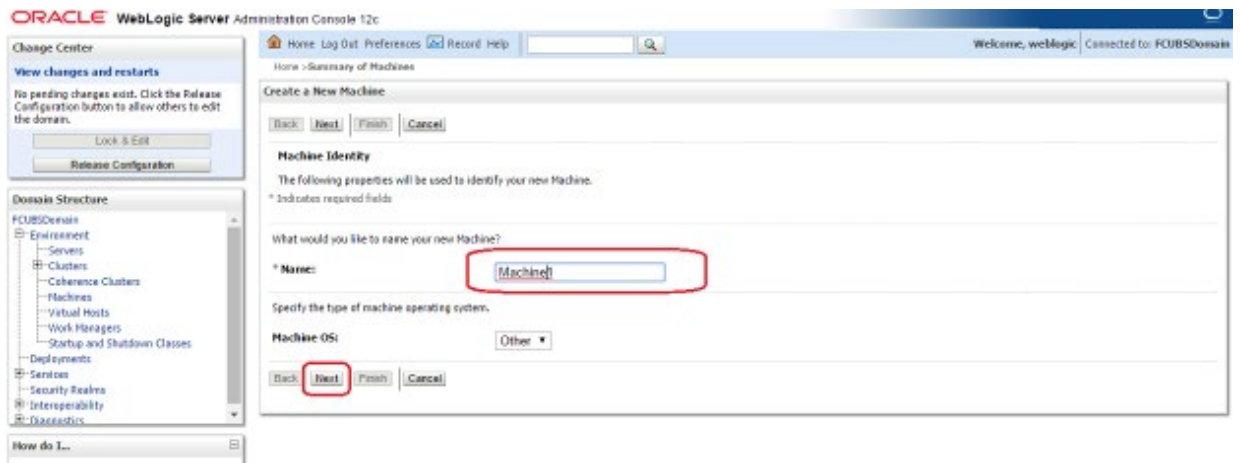 ORACLE WebLogic Server Administration Console 12c
Change Center
View changes and restarts
No pending changes exist. Click the Release
Configuration button to allow others to edit
the domain.
Lock & Edit
Release Configuration
Domain Structure
FCUBSDomain
Environment
Servers
Clusters
Coherence Clusters
Machines
Virtual Hosts
Work Managers
Startup and Shutdown Classes
Deployments
Services
Security Realms
Interoperability
Diagnostics
How do I...
Home Log Out Preferences Record Help
Welcome, weblogic Connected to: FCUBSDomain
Home >Summary of Machines
Create a New Machine
Back Next Finish Cancel
Machine Identity
The following properties will be used to identify your new Machine.
* Indicates required fields
What would you like to name your new Machine?
* Name: Machine1
Specify the type of machine operating system.
Machine OS: Other
Back Next Finish Cancel